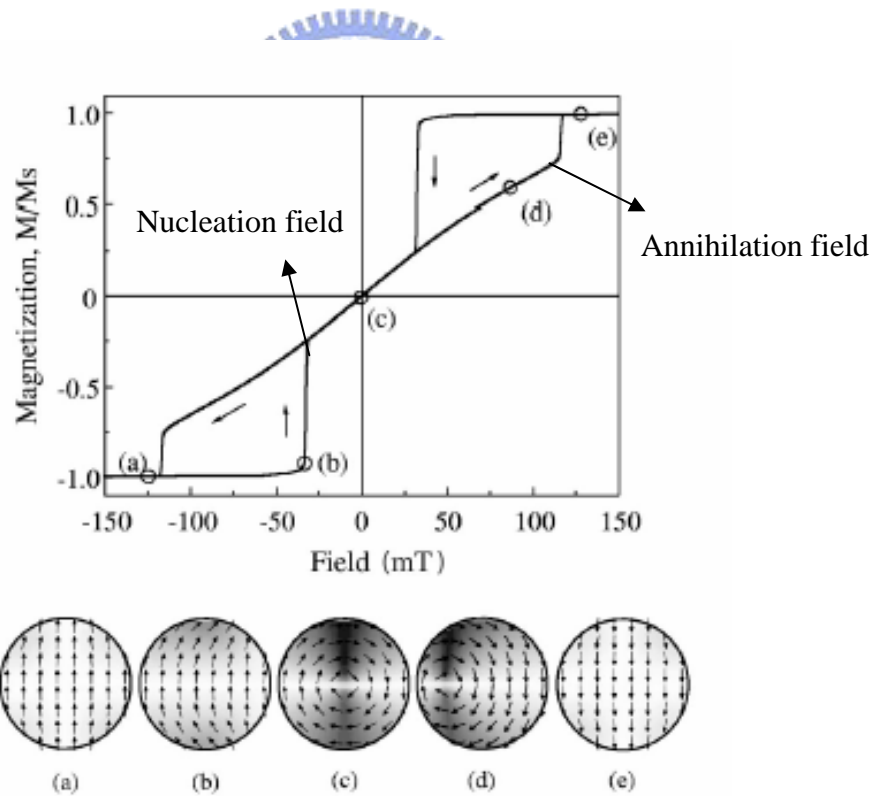 1.0
(e)
0.5
(d)
Nucleation field
Annihilation field
0
(c)
-0.5
(a)
(b)
-1.0
Magnetization, M/Ms
-150 -100 -50 0 50 100 150
Field (mT)
(a) (b) (c) (d) (e)